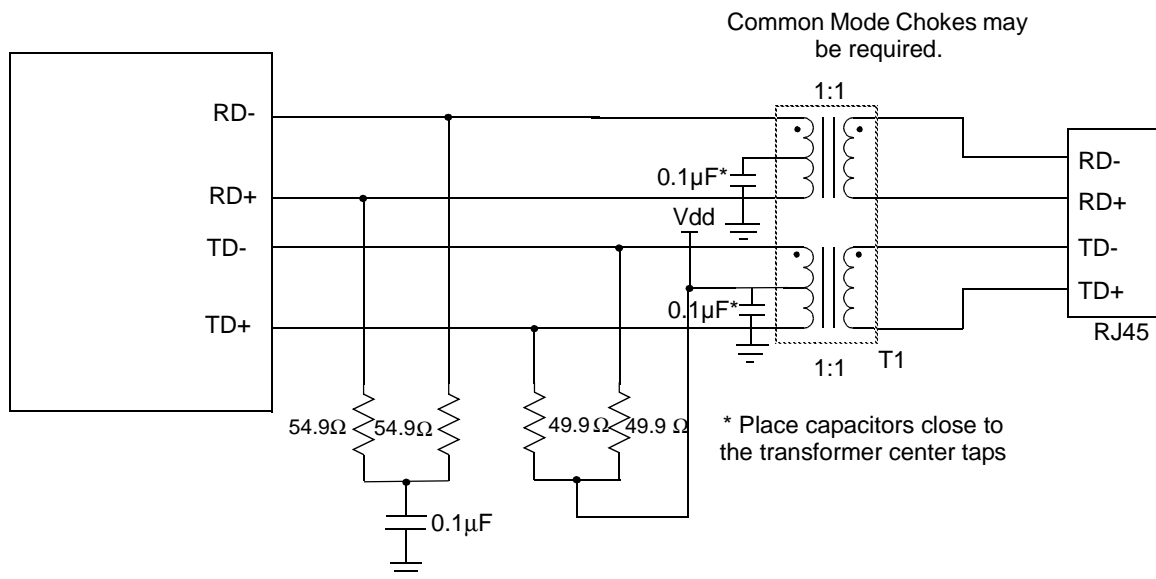 Common Mode Chokes may
be required.
1:1
RD-
RD-
0.1µF*
RD+
RD+
Vdd
TD-
TD-
0.1µF*
TD+
TD+
RJ45
1:1
T1
54.9Ω
54.9Ω
49.9 Ω
49.9 Ω
* Place capacitors close to
the transformer center taps
0.1µF